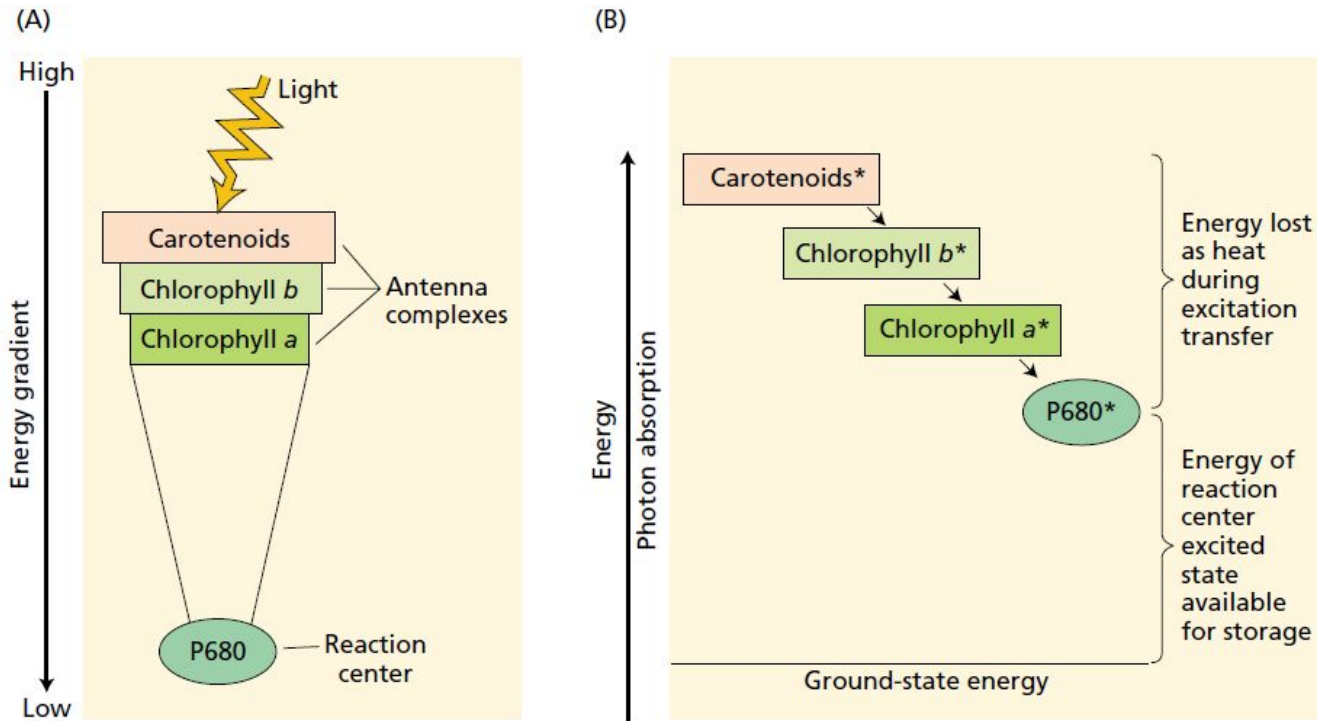 (A)
High
Light
Carotenoids
Chlorophyll b
Chlorophyll a
Antenna
complexes
Energy gradient
P680
Reaction
center
Low
(B)
Carotenoids*
Chlorophyll b*
Chlorophyll a*
P680*
Energy
Photon absorption
Energy lost
as heat
during
excitation
transfer
Energy of
reaction
center
excited
state
available
for storage
Ground-state energy